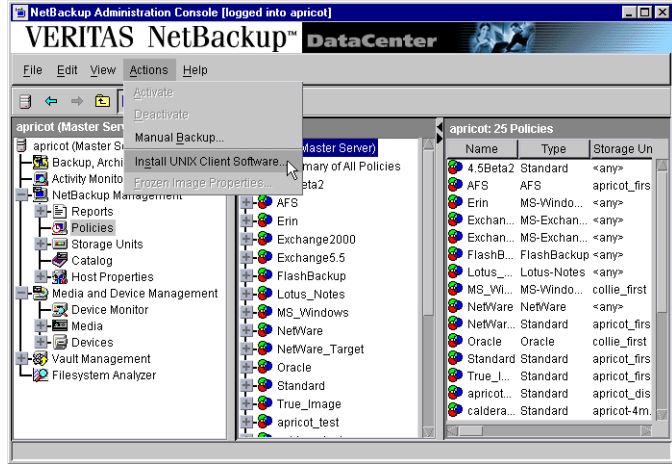 NetBackup Administration Console [logged into apricot]
VERITAS NetBackup™ DataCenter
File Edit View Actions Help
Activate
Deactivate
Manual Backup...
Install UNIX Client Software...
Frozen Image Properties...
apricot (Master Ser
apricot (Master S
Backup, Archi
Activity Monito
NetBackup Management
Reports
Policies
Storage Units
Catalog
Host Properties
Media and Device Management
Device Monitor
Media
Devices
Vault Management
Filesystem Analyzer
Master Server)
mary of All Policies
eta2
AFS
Erin
Exchange2000
Exchange5.5
FlashBackup
Lotus_Notes
MS_Windows
NetWare
NetWare_Target
Oracle
Standard
True_Image
apricot_test
apricot: 25 Policies
Name Type Storage Un
4.5Beta2 Standard <any>
AFS AFS apricot_firs
Erin MS-Windo... <any>
Exchan... MS-Exchan... <any>
Exchan... MS-Exchan... <any>
FlashB... FlashBackup <any>
Lotus_... Lotus-Notes <any>
MS_Wi... MS-Windo... collie_first
NetWare NetWare <any>
NetWar... Standard apricot_firs
Oracle Oracle collie_first
Standard Standard apricot_firs
True_I... Standard apricot_firs
apricot... Standard apricot_dis
caldera... Standard apricot-4m.